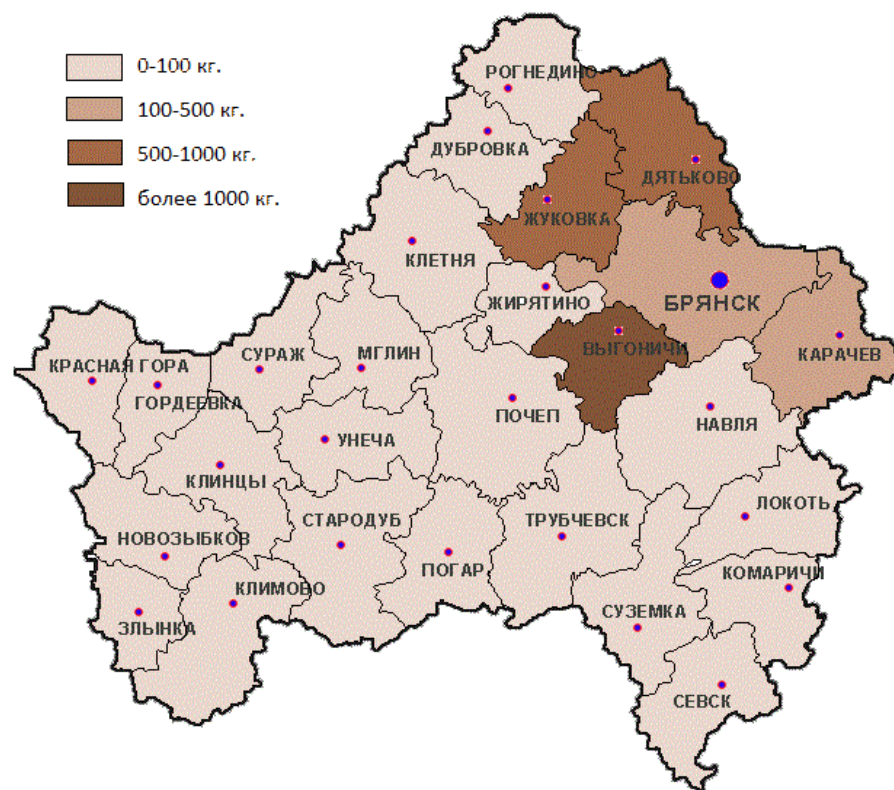 0-100 кг.
100-500 кг.
500-1000 кг.
более 1000 кг.
РОГНЕДИНО
ДУБРОВКА
ДЯТЬКОВО
ЖУКОВКА
КЛЕТНЯ
ЖИРЯТИНО
БРЯНСК
ВЫГОНИЧИ
КАРАЧЕВ
КРАСНАЯ ГОРА
СУРАЖ
МГЛИН
ГОРДЕЕВКА
ПОЧЕП
НАВЛЯ
УНЕЧА
КЛИНЦЫ
ЛОКОТЬ
СТАРОДУБ
ТРУБЧЕВСК
НОВОЗЫБКОВ
ПОГАР
КОМАРИЧИ
КЛИМОВО
ЗЛЫНКА
СУЗЕМКА
СЕВСК